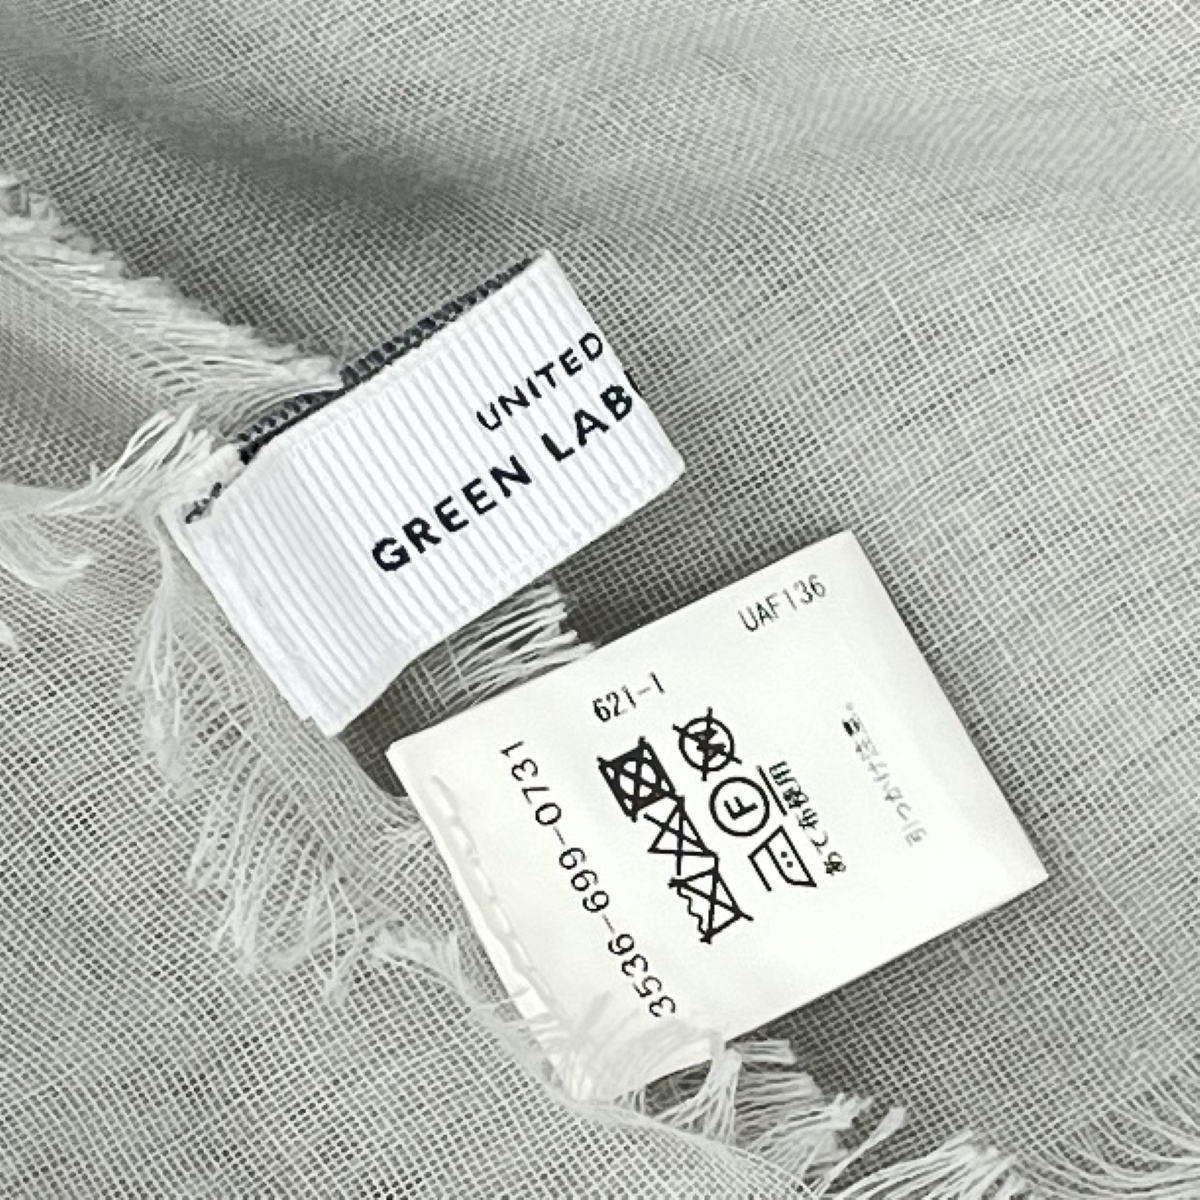 UNITED
GREEN LAB
UAF136
621-1
3536-699-0731
W
F
あて布使用
引っかけ注意。